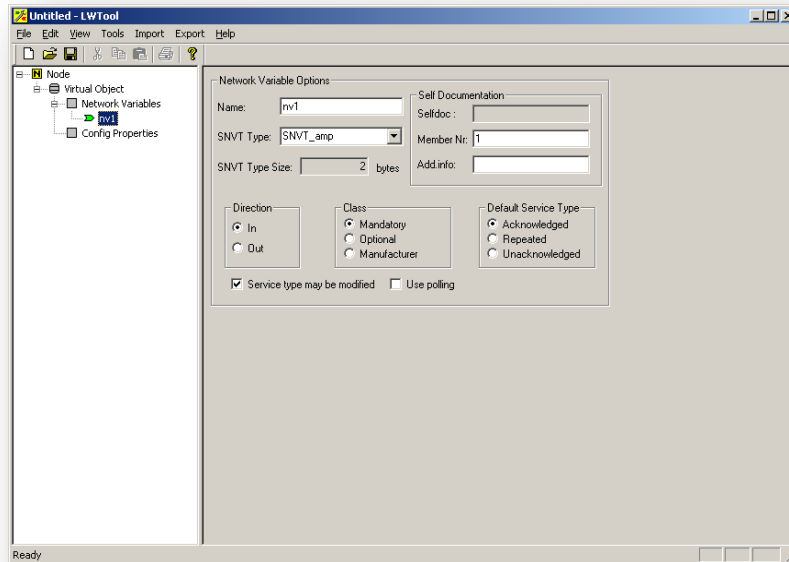 Untitled - LWTool
File Edit View Tools Import Export Help
Node
Virtual Object
Network Variables
nv1
Config Properties
Network Variable Options
Name: nv1
SNVT Type: SNVT_amp
SNVT Type Size: 2 bytes
Self Documentation
Selfdoc :
Member Nr: 1
Add.info:
Direction
In
Out
Class
Mandatory
Optional
Manufacturer
Default Service Type
Acknowledged
Repeated
Unacknowledged
Service type may be modified
Use polling
Ready